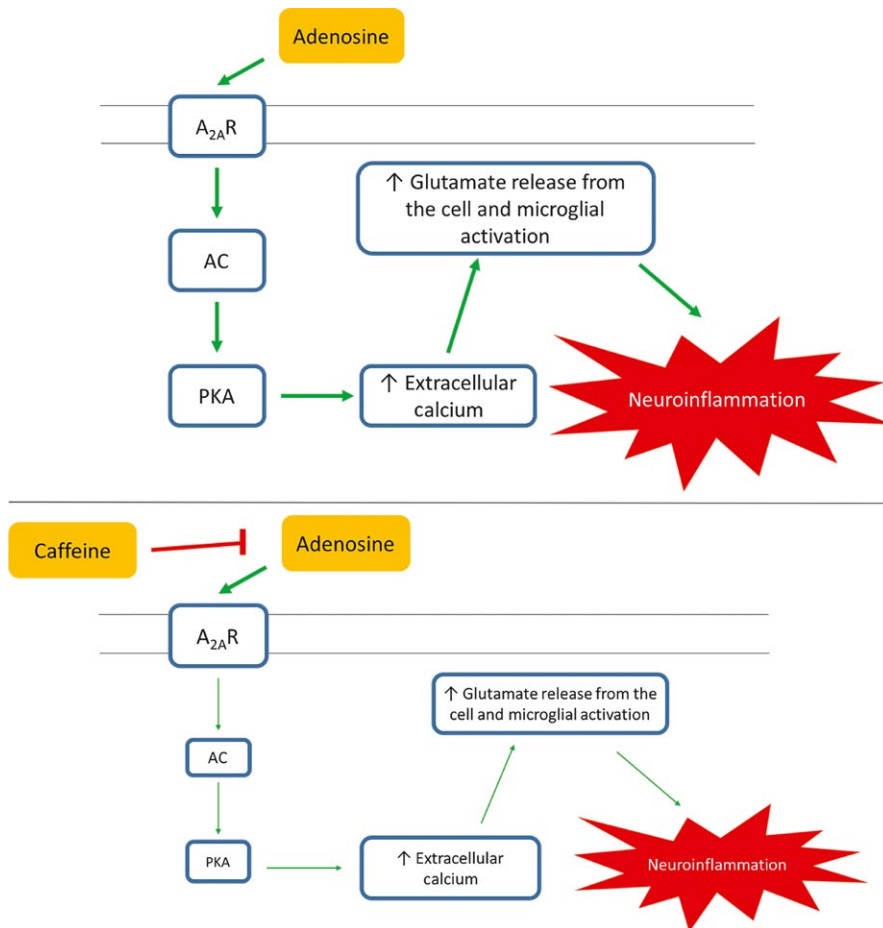 Adenosine
A₂ₐR
↑ Glutamate release from
the cell and microglial
activation
AC
PKA
↑ Extracellular
calcium
Neuroinflammation
Caffeine
Adenosine
A₂ₐR
↑ Glutamate release from the
cell and microglial activation
AC
PKA
↑ Extracellular
calcium
Neuroinflammation